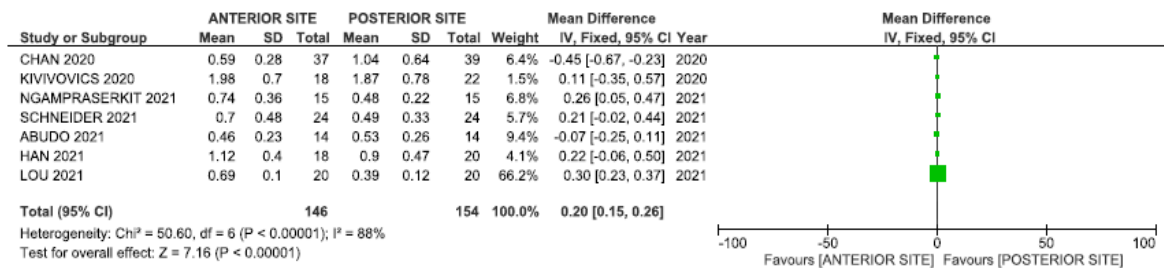 ANTERIOR SITE POSTERIOR SITE Mean Difference Mean Difference
Study or Subgroup Mean SD Total Mean SD Total Weight IV, Fixed, 95% CI Year IV, Fixed, 95% CI
CHAN 2020 0.59 0.28 37 1.04 0.64 39 6.4% -0.45 [-0.67, -0.23] 2020
KIVIVOVICS 2020 1.98 0.7 18 1.87 0.78 22 1.5% 0.11 [-0.35, 0.57] 2020
NGAMPRASERKIT 2021 0.74 0.36 15 0.48 0.22 15 6.8% 0.26 [0.05, 0.47] 2021
SCHNEIDER 2021 0.7 0.48 24 0.49 0.33 24 5.7% 0.21 [-0.02, 0.44] 2021
ABUDO 2021 0.46 0.23 14 0.53 0.26 14 9.4% -0.07 [-0.25, 0.11] 2021
HAN 2021 1.12 0.4 18 0.9 0.47 20 4.1% 0.22 [-0.06, 0.50] 2021
LOU 2021 0.69 0.1 20 0.39 0.12 20 66.2% 0.30 [0.23, 0.37] 2021
Total (95% CI) 146 154 100.0% 0.20 [0.15, 0.26]
Heterogeneity: Chi² = 50.60, df = 6 (P < 0.00001); I² = 88%
Test for overall effect: Z = 7.16 (P < 0.00001)
-100 -50 0 50 100
Favours [ANTERIOR SITE] Favours [POSTERIOR SITE]